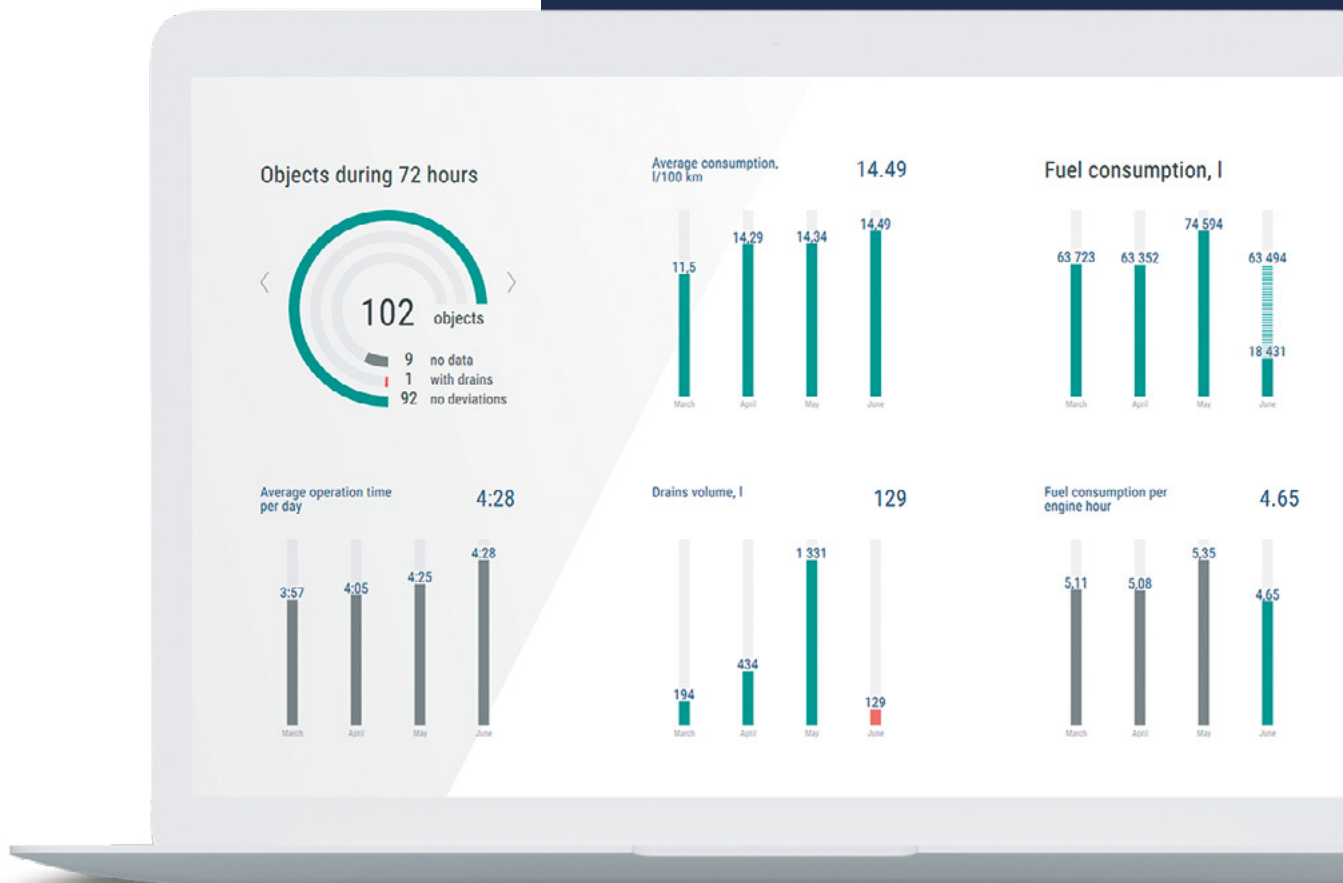 Objects during 72 hours
102 objects
9 no data
1 with drains
92 no deviations
Average consumption,
l/100 km
14.49
11,5
14,29
14,34
14,49
March
April
May
June
Fuel consumption, l
63 723
63 352
74 594
63 494
18 431
March
April
May
June
Average operation time
per day
4:28
3:57
4:05
4:25
4:28
March
April
May
June
Drains volume, l
129
194
434
1 331
129
March
April
May
June
Fuel consumption per
engine hour
4.65
5,11
5,08
5,35
4,65
March
April
May
June